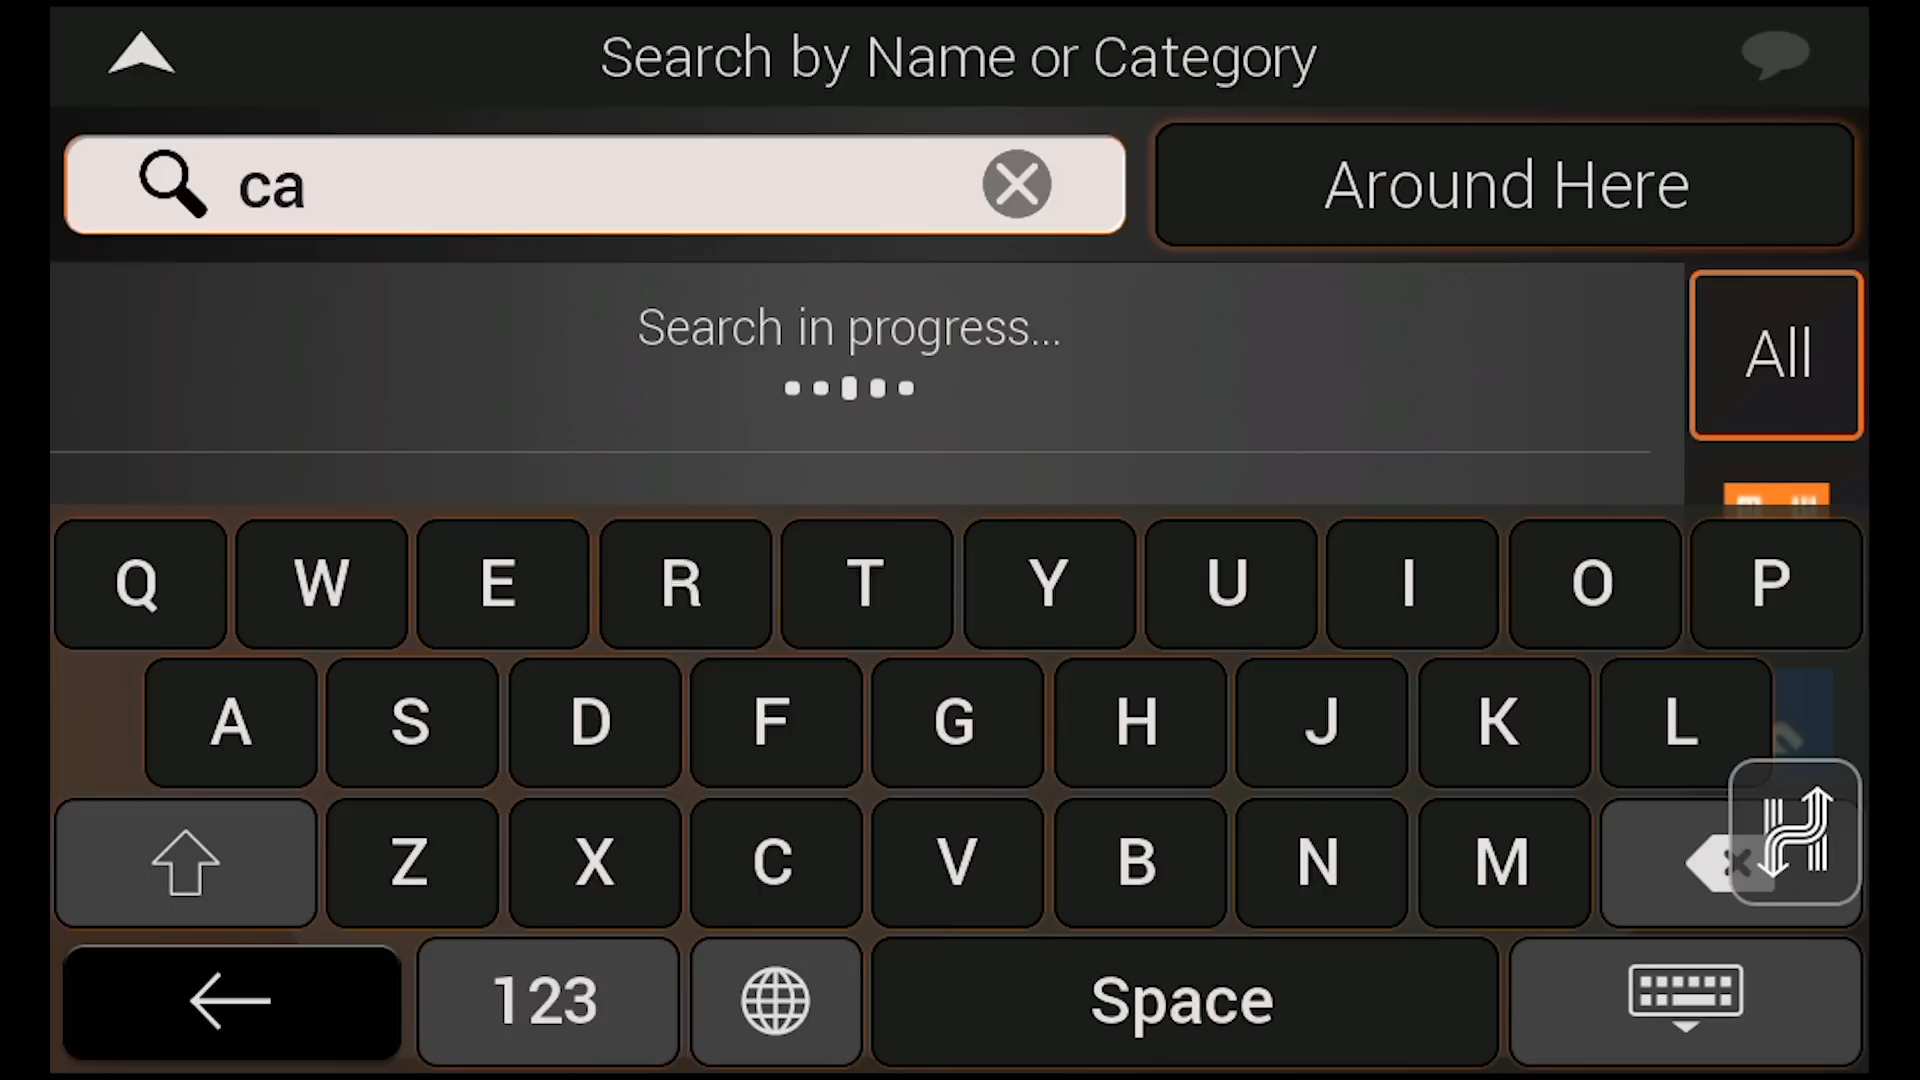 Search by Name or Category
ca
Around Here
Search in progress...
All
Q W E R T Y U I O P
A S D F G H J K L
Z X C V B N M
123 Space